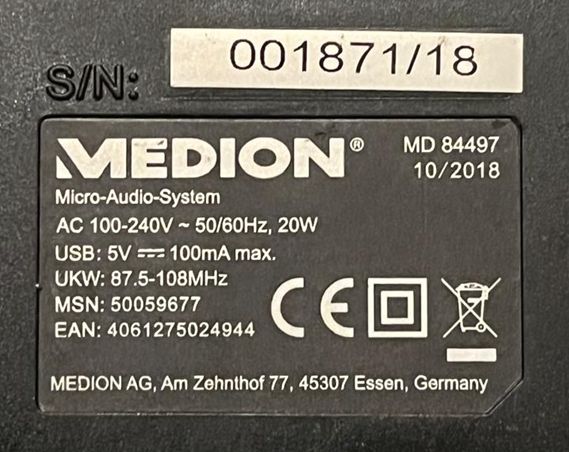 S/N: 001871/18
MEDION® MD 84497
10/2018
Micro-Audio-System
AC 100-240V ~ 50/60Hz, 20W
USB: 5V ⎓ 100mA max.
UKW: 87.5-108MHz
MSN: 50059677
EAN: 4061275024944
CE
MEDION AG, Am Zehnthof 77, 45307 Essen, Germany